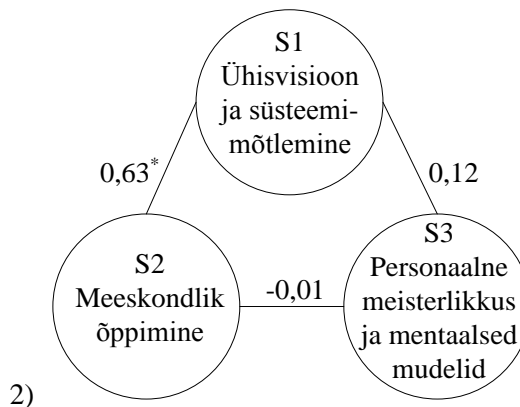 S1
Ühisvisioon
ja süsteemi-
mõtlemine
0,63*
0,12
S2
Meeskondlik
õppimine
-0,01
S3
Personaalne
meisterlikkus
ja mentaalsed
mudelid
2)